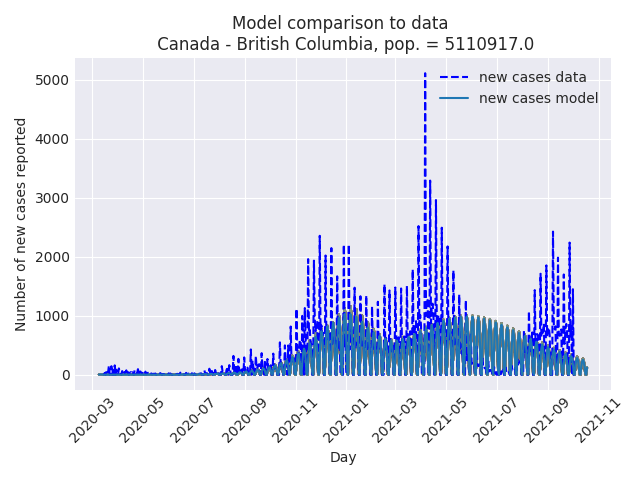 Model comparison to data
Canada - British Columbia, pop. = 5110917.0
new cases data
new cases model
Number of new cases reported
5000
4000
3000
2000
1000
0
2020-03
2020-05
2020-07
2020-09
2020-11
2021-01
2021-03
2021-05
2021-07
2021-09
2021-11
Day